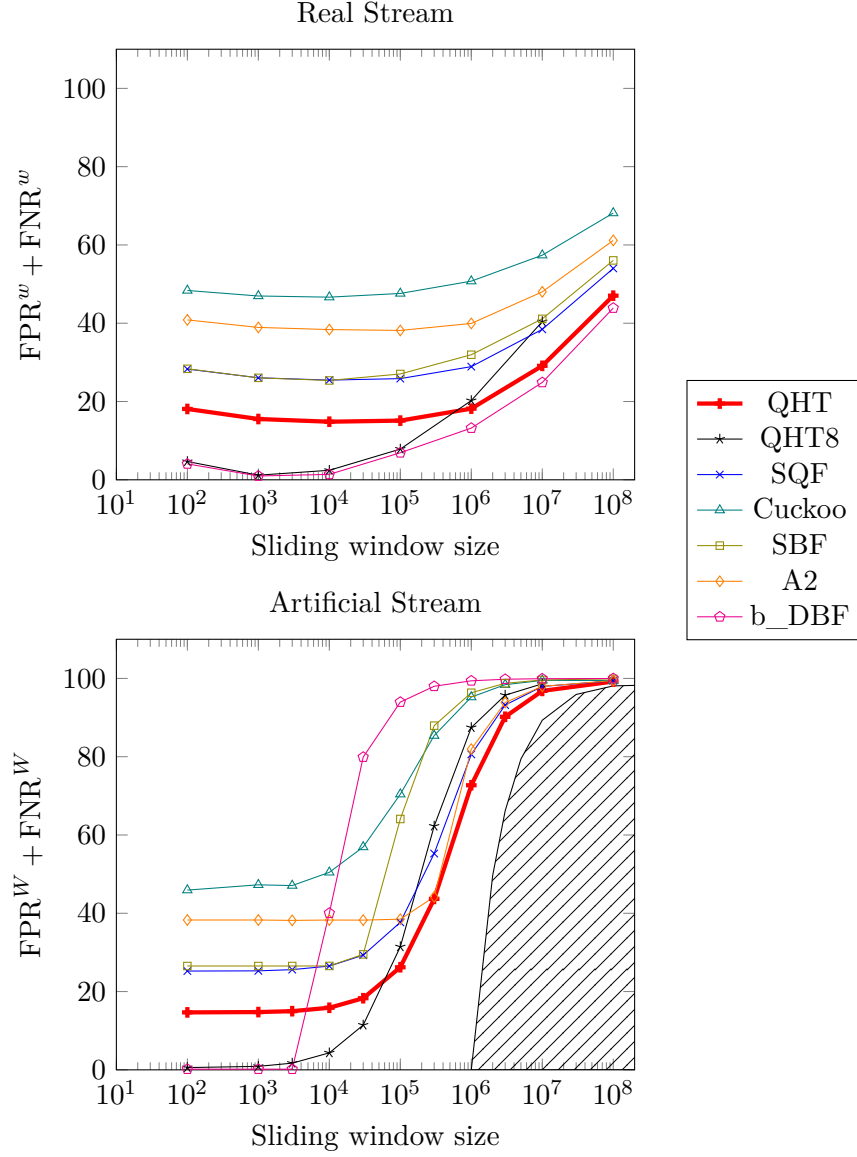 Real Stream
FPR^w + FNR^w
100
80
60
40
20
0
10^1 10^2 10^3 10^4 10^5 10^6 10^7 10^8
Sliding window size
QHT
QHT8
SQF
Cuckoo
SBF
A2
b_DBF
Artificial Stream
FPR^W + FNR^W
100
80
60
40
20
0
10^1 10^2 10^3 10^4 10^5 10^6 10^7 10^8
Sliding window size